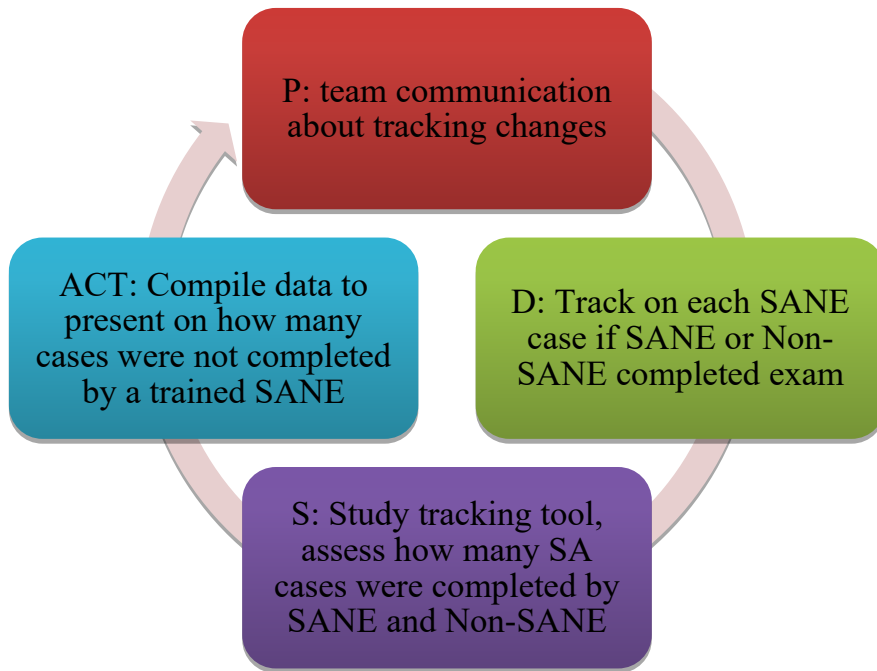 P: team communication
about tracking changes
D: Track on each SANE
case if SANE or Non-
SANE completed exam
S: Study tracking tool,
assess how many SA
cases were completed by
SANE and Non-SANE
ACT: Compile data to
present on how many
cases were not completed
by a trained SANE